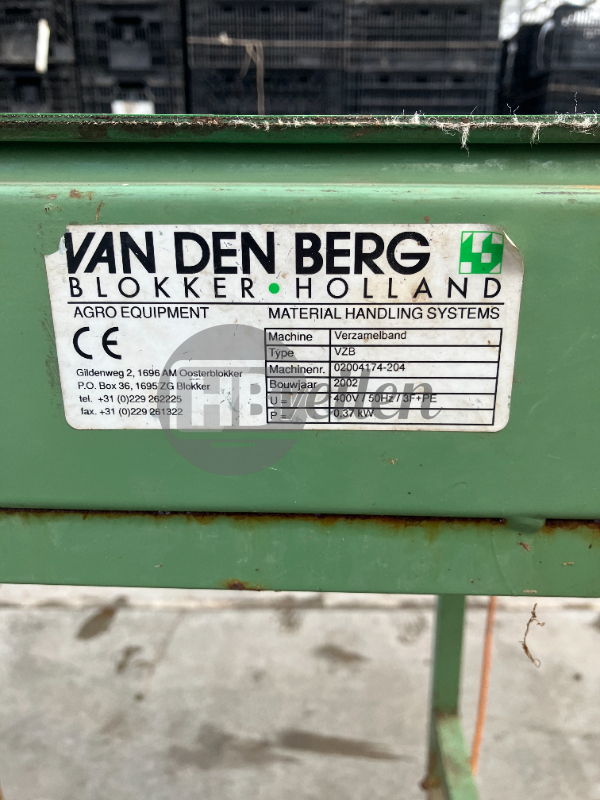 VAN DEN BERG
BLOKKER • HOLLAND
AGRO EQUIPMENT MATERIAL HANDLING SYSTEMS
CE
Gildenweg 2, 1696 AM Oosterblokker
P.O. Box 36, 1695 ZG Blokker
tel. +31 (0)229 262225
fax. +31 (0)229 261322
Machine Verzamelband
Type VZB
Machinenr. 02004174-204
Bouwjaar 2002
U = 400V / 50Hz / 3F+PE
P = 0,37 kW
HB veilen